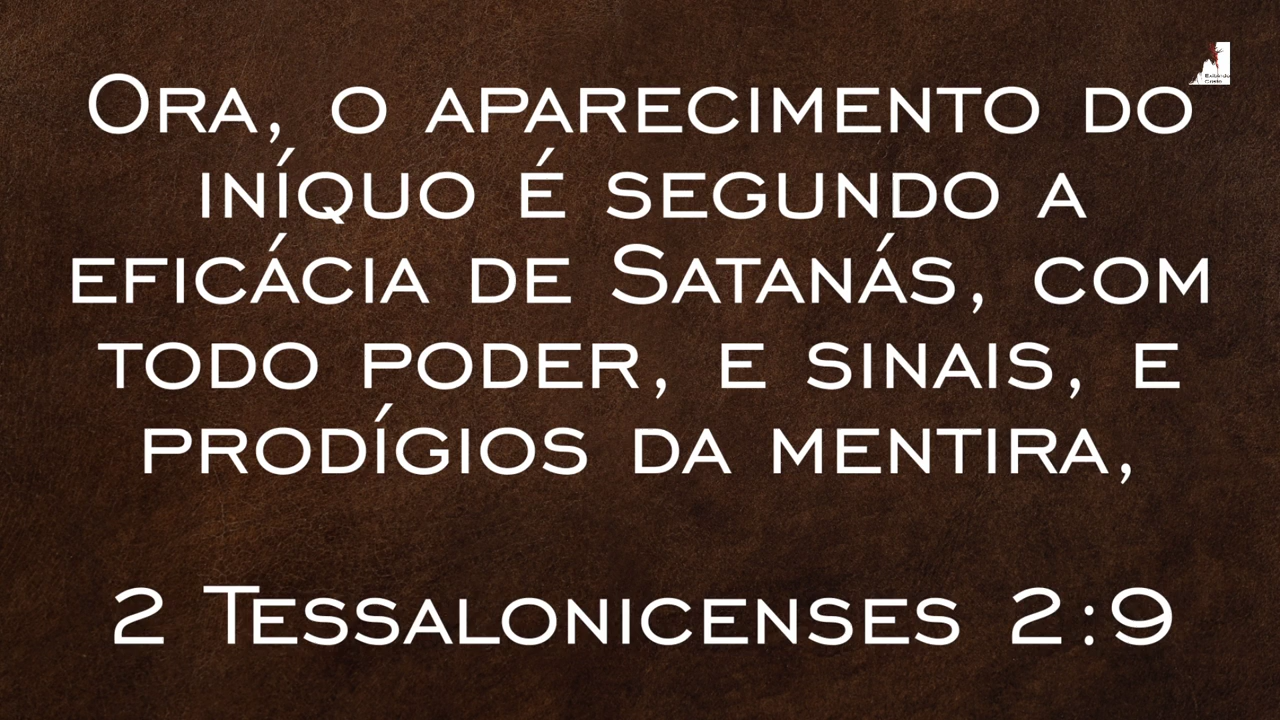 Ora, o aparecimento do
iníquo é segundo a
eficácia de Satanás, com
todo poder, e sinais, e
prodígios da mentira,
2 Tessalonicenses 2:9